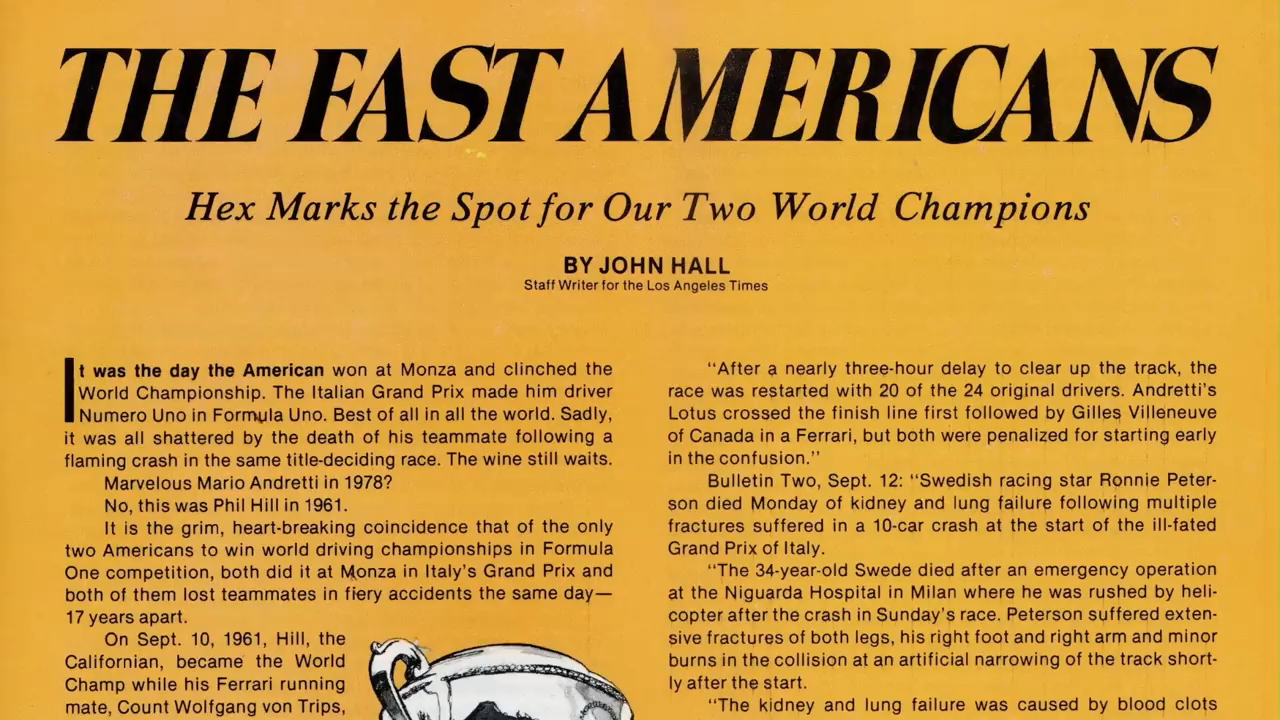 THE FAST AMERICANS
Hex Marks the Spot for Our Two World Champions
BY JOHN HALL
Staff Writer for the Los Angeles Times
It was the day the American won at Monza and clinched the
World Championship. The Italian Grand Prix made him driver
Numero Uno in Formula Uno. Best of all in all the world. Sadly,
it was all shattered by the death of his teammate following a
flaming crash in the same title-deciding race. The wine still waits.
Marvelous Mario Andretti in 1978?
No, this was Phil Hill in 1961.
It is the grim, heart-breaking coincidence that of the only
two Americans to win world driving championships in Formula
One competition, both did it at Monza in Italy's Grand Prix and
both of them lost teammates in fiery accidents the same day—
17 years apart.
On Sept. 10, 1961, Hill, the
Californian, became the World
Champ while his Ferrari running
mate, Count Wolfgang von Trips,
"After a nearly three-hour delay to clear up the track, the
race was restarted with 20 of the 24 original drivers. Andretti's
Lotus crossed the finish line first followed by Gilles Villeneuve
of Canada in a Ferrari, but both were penalized for starting early
in the confusion."
Bulletin Two, Sept. 12: "Swedish racing star Ronnie Peter-
son died Monday of kidney and lung failure following multiple
fractures suffered in a 10-car crash at the start of the ill-fated
Grand Prix of Italy.
"The 34-year-old Swede died after an emergency operation
at the Niguarda Hospital in Milan where he was rushed by heli-
copter after the crash in Sunday's race. Peterson suffered exten-
sive fractures of both legs, his right foot and right arm and minor
burns in the collision at an artificial narrowing of the track short-
ly after the start.
"The kidney and lung failure was caused by blood clots